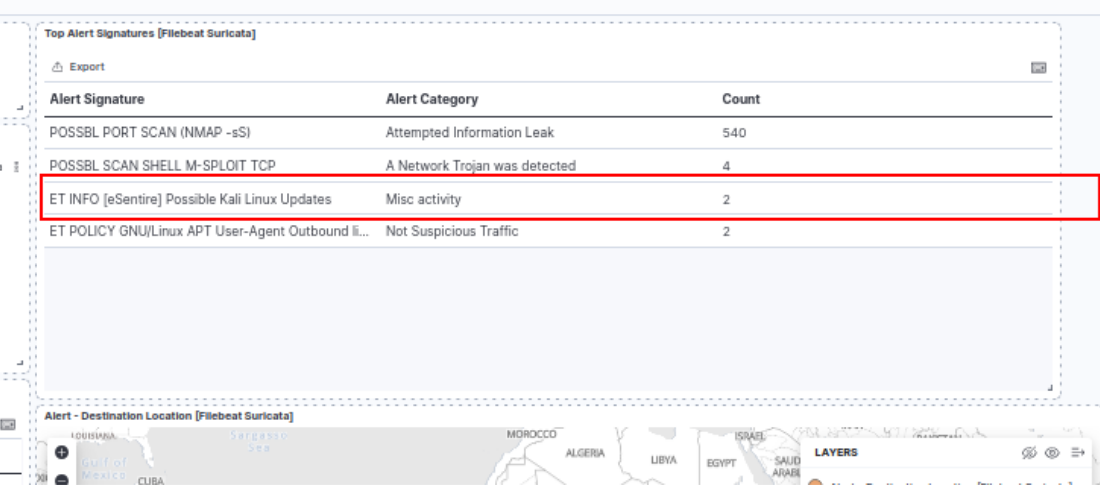 Top Alert Signatures [Filebeat Suricata]
Export
Alert Signature Alert Category Count
POSSBL PORT SCAN (NMAP -sS) Attempted Information Leak 540
POSSBL SCAN SHELL M-SPLOIT TCP A Network Trojan was detected 4
ET INFO [eSentire] Possible Kali Linux Updates Misc activity 2
ET POLICY GNU/Linux APT User-Agent Outbound li... Not Suspicious Traffic 2
Alert - Destination Location [Filebeat Suricata]
LOUISIANA
Sargasso
Sea
Gulf of
Mexico
CUBA
MOROCCO
ALGERIA
LIBYA
EGYPT
ISRAEL
SAUDI
LAYERS